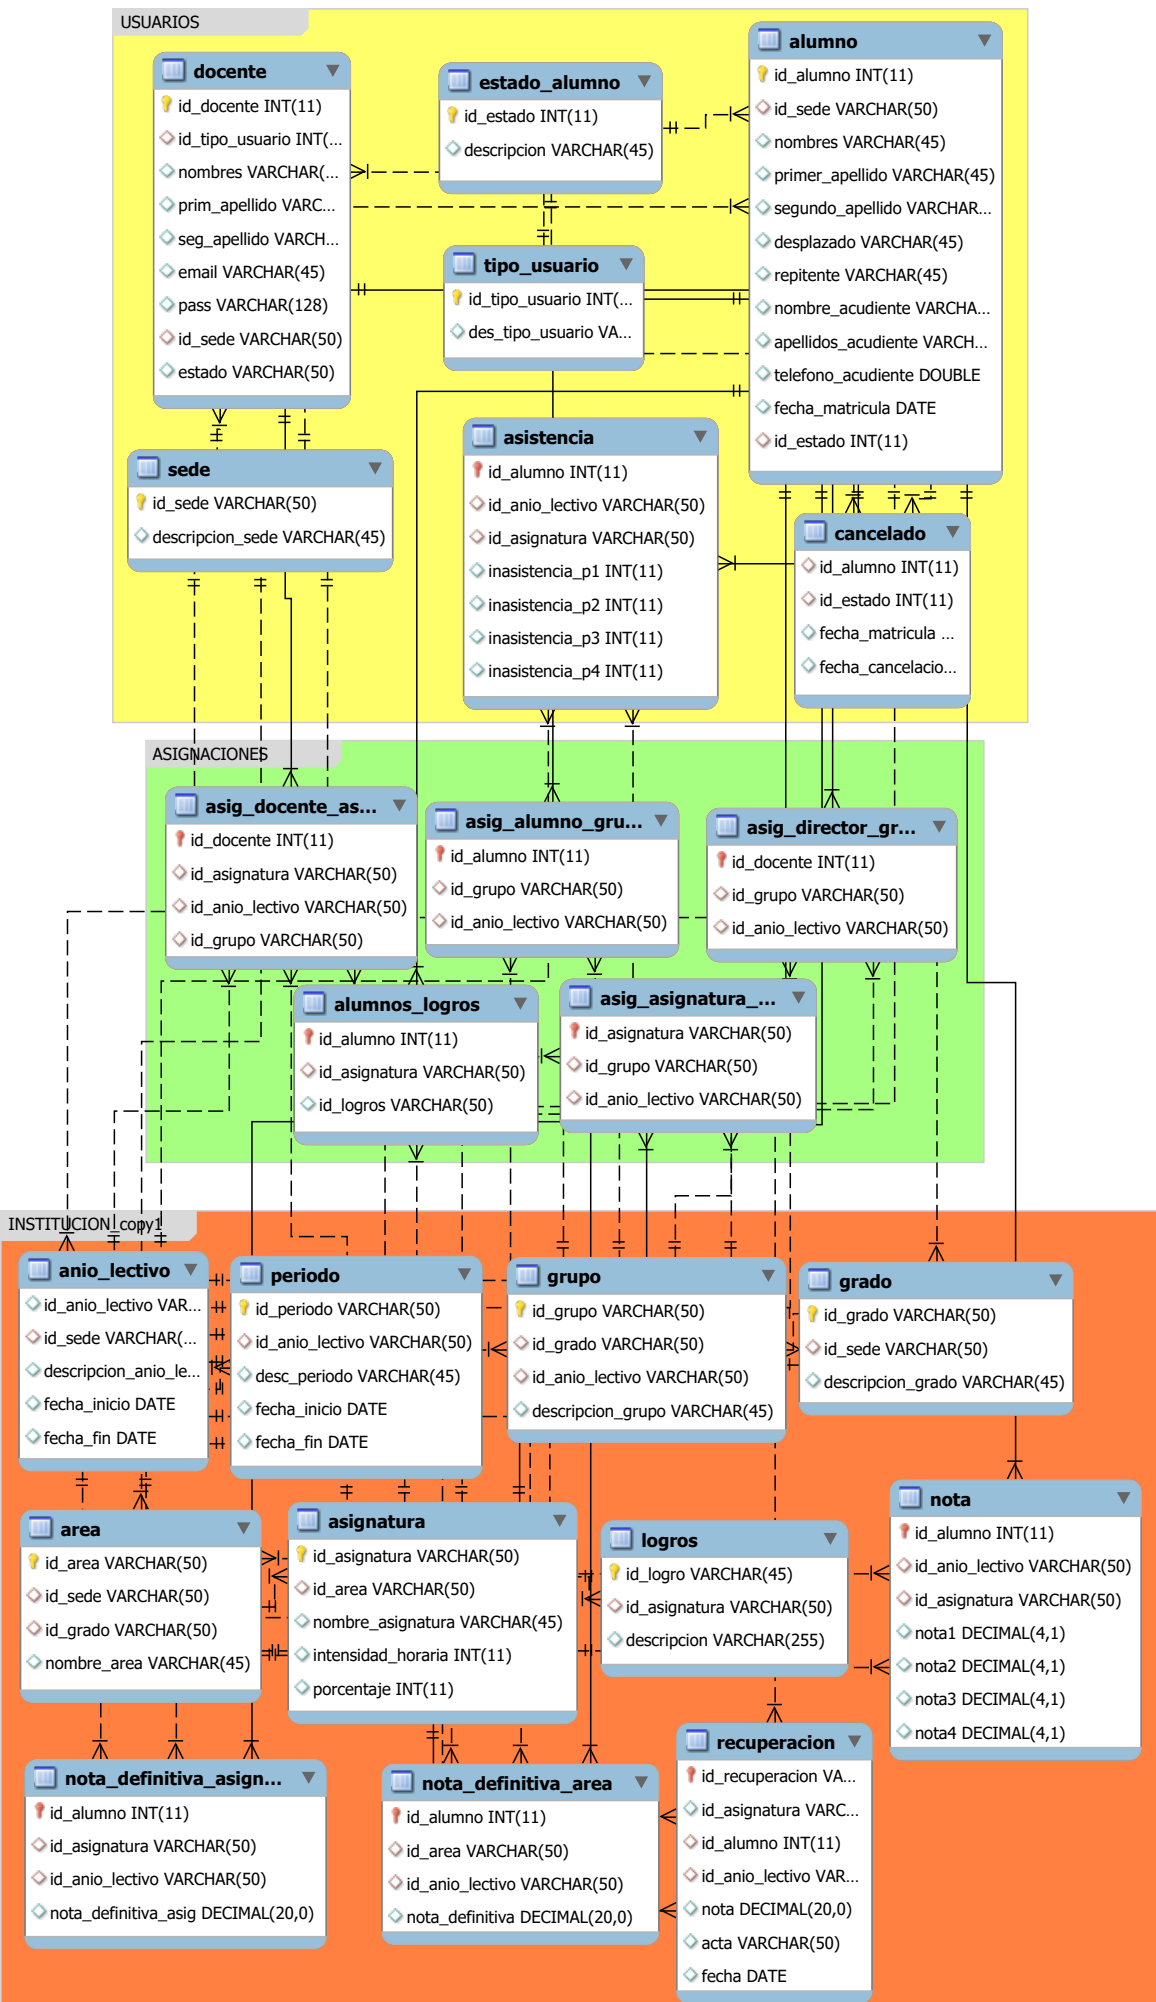 USUARIOS
docente
id_docente INT(11)
id_tipo_usuario INT(...
nombres VARCHAR(...
prim_apellido VARC...
seg_apellido VARCH...
email VARCHAR(45)
pass VARCHAR(128)
id_sede VARCHAR(50)
estado VARCHAR(50)
estado_alumno
id_estado INT(11)
descripcion VARCHAR(45)
alumno
id_alumno INT(11)
id_sede VARCHAR(50)
nombres VARCHAR(45)
primer_apellido VARCHAR(45)
segundo_apellido VARCHAR...
desplazado VARCHAR(45)
repitente VARCHAR(45)
nombre_acudiente VARCHA...
apellidos_acudiente VARCH...
telefono_acudiente DOUBLE
fecha_matricula DATE
id_estado INT(11)
tipo_usuario
id_tipo_usuario INT(...
des_tipo_usuario VA...
sede
id_sede VARCHAR(50)
descripcion_sede VARCHAR(45)
asistencia
id_alumno INT(11)
id_anio_lectivo VARCHAR(50)
id_asignatura VARCHAR(50)
inasistencia_p1 INT(11)
inasistencia_p2 INT(11)
inasistencia_p3 INT(11)
inasistencia_p4 INT(11)
cancelado
id_alumno INT(11)
id_estado INT(11)
fecha_matricula ...
fecha_cancelacio...
ASIGNACIONES
asig_docente_as...
id_docente INT(11)
id_asignatura VARCHAR(50)
id_anio_lectivo VARCHAR(50)
id_grupo VARCHAR(50)
asig_alumno_gru...
id_alumno INT(11)
id_grupo VARCHAR(50)
id_anio_lectivo VARCHAR(50)
asig_director_gr...
id_docente INT(11)
id_grupo VARCHAR(50)
id_anio_lectivo VARCHAR(50)
alumnos_logros
id_alumno INT(11)
id_asignatura VARCHAR(50)
id_logros VARCHAR(50)
asig_asignatura_...
id_asignatura VARCHAR(50)
id_grupo VARCHAR(50)
id_anio_lectivo VARCHAR(50)
INSTITUCION_copy1
anio_lectivo
id_anio_lectivo VAR...
id_sede VARCHAR(...
descripcion_anio_le...
fecha_inicio DATE
fecha_fin DATE
periodo
id_periodo VARCHAR(50)
id_anio_lectivo VARCHAR(50)
desc_periodo VARCHAR(45)
fecha_inicio DATE
fecha_fin DATE
grupo
id_grupo VARCHAR(50)
id_grado VARCHAR(50)
id_anio_lectivo VARCHAR(50)
descripcion_grupo VARCHAR(45)
grado
id_grado VARCHAR(50)
id_sede VARCHAR(50)
descripcion_grado VARCHAR(45)
area
id_area VARCHAR(50)
id_sede VARCHAR(50)
id_grado VARCHAR(50)
nombre_area VARCHAR(45)
asignatura
id_asignatura VARCHAR(50)
id_area VARCHAR(50)
nombre_asignatura VARCHAR(45)
intensidad_horaria INT(11)
porcentaje INT(11)
logros
id_logro VARCHAR(45)
id_asignatura VARCHAR(50)
descripcion VARCHAR(255)
nota
id_alumno INT(11)
id_anio_lectivo VARCHAR(50)
id_asignatura VARCHAR(50)
nota1 DECIMAL(4,1)
nota2 DECIMAL(4,1)
nota3 DECIMAL(4,1)
nota4 DECIMAL(4,1)
nota_definitiva_asign...
id_alumno INT(11)
id_asignatura VARCHAR(50)
id_anio_lectivo VARCHAR(50)
nota_definitiva_asig DECIMAL(20,0)
nota_definitiva_area
id_alumno INT(11)
id_area VARCHAR(50)
id_anio_lectivo VARCHAR(50)
nota_definitiva DECIMAL(20,0)
recuperacion
id_recuperacion VA...
id_asignatura VARC...
id_alumno INT(11)
id_anio_lectivo VAR...
nota DECIMAL(20,0)
acta VARCHAR(50)
fecha DATE